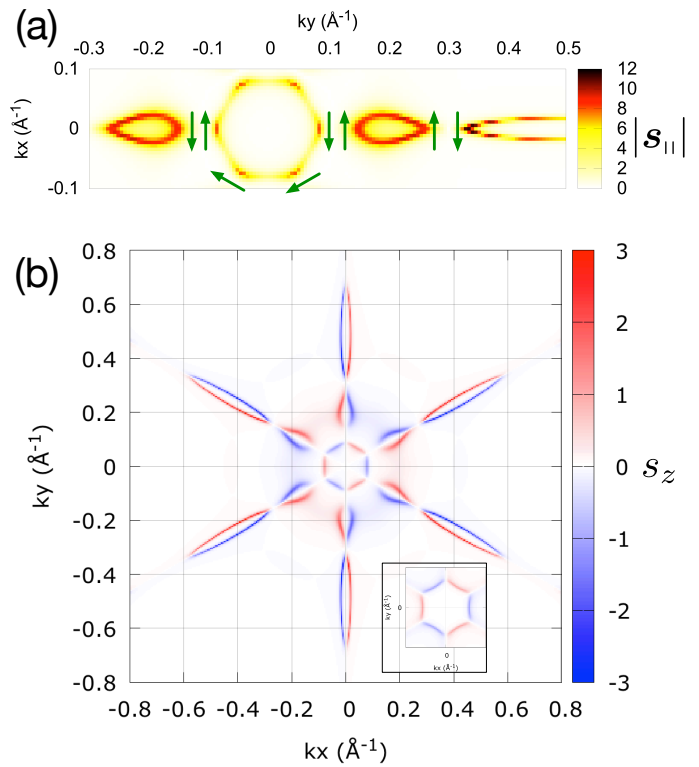 (a)
ky (Å⁻¹)
-0.3 -0.2 -0.1 0 0.1 0.2 0.3 0.4 0.5
kx (Å⁻¹)
0.1
0
-0.1
12
10
8
6
4
2
0
|s||||
(b)
ky (Å⁻¹)
0.8
0.6
0.4
0.2
0
-0.2
-0.4
-0.6
-0.8
-0.8 -0.6 -0.4 -0.2 0 0.2 0.4 0.6 0.8
kx (Å⁻¹)
3
2
1
0
-1
-2
-3
sz
ky (Å⁻¹)
0
0
kx (Å⁻¹)